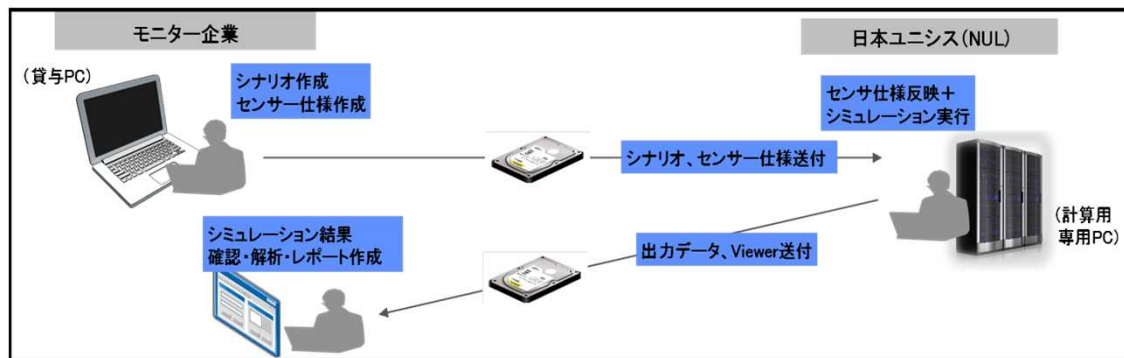 モニター企業
日本ユニシス(NUL)
(貸与PC)
シナリオ作成
センサー仕様作成
センサ仕様反映＋
シミュレーション実行
シナリオ、センサー仕様送付
(計算用
専用PC)
シミュレーション結果
確認・解析・レポート作成
出力データ、Viewer送付